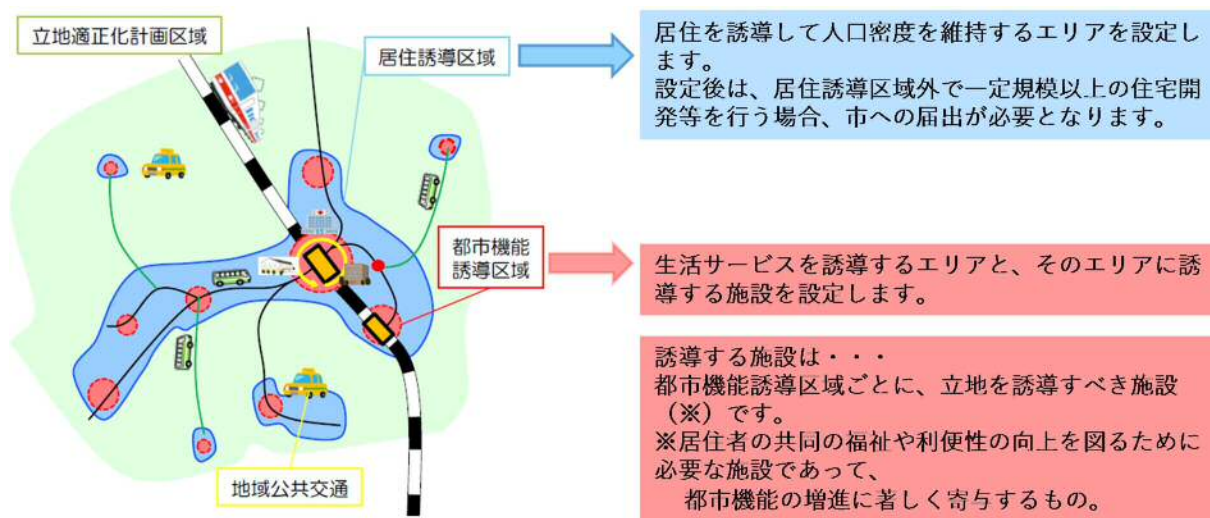 立地適正化計画区域
居住誘導区域
都市機能
誘導区域
地域公共交通
居住を誘導して人口密度を維持するエリアを設定し
ます。
設定後は、居住誘導区域外で一定規模以上の住宅開
発等を行う場合、市への届出が必要となります。
生活サービスを誘導するエリアと、そのエリアに誘
導する施設を設定します。
誘導する施設は・・・
都市機能誘導区域ごとに、立地を誘導すべき施設
（※）です。
※居住者の共同の福祉や利便性の向上を図るために
必要な施設であって、
都市機能の増進に著しく寄与するもの。